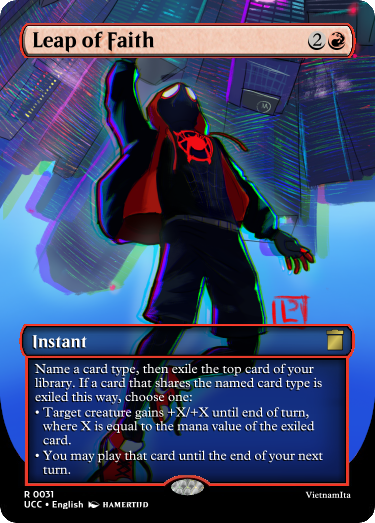 Leap of Faith 2
Instant
Name a card type, then exile the top card of your
library. If a card that shares the named card type is
exiled this way, choose one:
• Target creature gains +X/+X until end of turn,
where X is equal to the mana value of the exiled
card.
• You may play that card until the end of your next
turn.
R 0031
UCC • English HAMERTIJD
VietnamIta